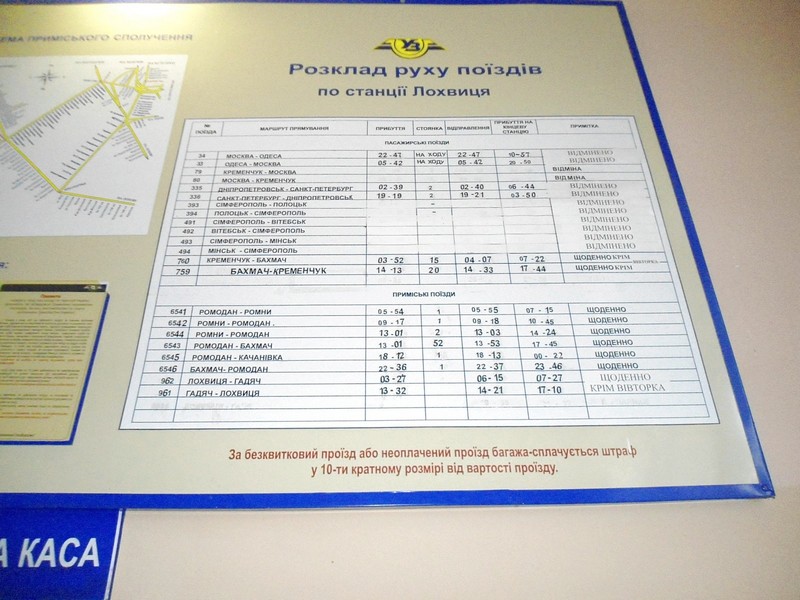 ЕМА ПРИМІСЬКОГО СПОЛУЧЕННЯ
УЗ
Розклад руху поїздів
по станції Лохвиця
№ ПОЇЗДА МАРШРУТ ПРЯМУВАННЯ ПРИБУТТЯ СТОЯНКА ВІДПРАВЛЕННЯ ПРИБУТТЯ НА КІНЦЕВУ СТАНЦІЮ ПРИМІТКА
ПАСАЖИРСЬКІ ПОЇЗДИ
34 МОСКВА - ОДЕСА 22-47 НА ХОДУ 22-47 10-37 ВІДМІНЕНО
ОДЕСА - МОСКВА 05-42 НА ХОДУ 05-42 ВІДМІНЕНО
79 КРЕМЕНЧУК - МОСКВА ВІДМІНА
80 МОСКВА - КРЕМЕНЧУК ВІДМІНА
335 ДНІПРОПЕТРОВСЬК - САНКТ-ПЕТЕРБУРГ 02-39 2 02-40 06-44 ВІДМІНЕНО
336 САНКТ-ПЕТЕРБУРГ - ДНІПРОПЕТРОВСЬК 19-19 2 19-21 03-50 ВІДМІНЕНО
393 СІМФЕРОПОЛЬ - ПОЛОЦЬК – ВІДМІНЕНО
394 ПОЛОЦЬК - СІМФЕРОПОЛЬ – ВІДМІНЕНО
491 СІМФЕРОПОЛЬ - ВІТЕБСЬК ВІДМІНЕНО
492 ВІТЕБСЬК - СІМФЕРОПОЛЬ ВІДМІНЕНО
493 СІМФЕРОПОЛЬ - МІНСЬК ВІДМІНЕНО
494 МІНСЬК - СІМФЕРОПОЛЬ ВІДМІНЕНО
760 КРЕМЕНЧУК - БАХМАЧ 03-52 15 04-07 07-22 ЩОДЕННО КРІМ
759 БАХМАЧ-КРЕМЕНЧУК 14-13 20 14-33 17-44 ЩОДЕННО КРІМ ВІВТОРКА
ПРИМІСЬКІ ПОЇЗДИ
6541 РОМОДАН - РОМНИ 05-54 1 05-55 07-15 ЩОДЕННО
6542 РОМНИ - РОМОДАН 09-17 1 09-18 10-45 ЩОДЕННО
6544 РОМНИ - РОМОДАН 13-01 2 13-03 14-24 ЩОДЕННО
6543 РОМОДАН - БАХМАЧ 13-01 52 13-53 17-45 ЩОДЕННО
6545 РОМОДАН - КАЧАНІВКА 18-12 1 18-13 ЩОДЕННО
6546 БАХМАЧ- РОМОДАН 22-36 1 22-37 23-46 ЩОДЕННО
962 ЛОХВИЦЯ - ГАДЯЧ 03-27 06-15 07-27 ЩОДЕННО
961 ГАДЯЧ - ЛОХВИЦЯ 13-32 14-21 17-10 КРІМ ВІВТОРКА
За безквитковий проїзд або неоплачений проїзд багажа-сплачується штраф
у 10-ти кратному розмірі від вартості проїзду.
А КАСА